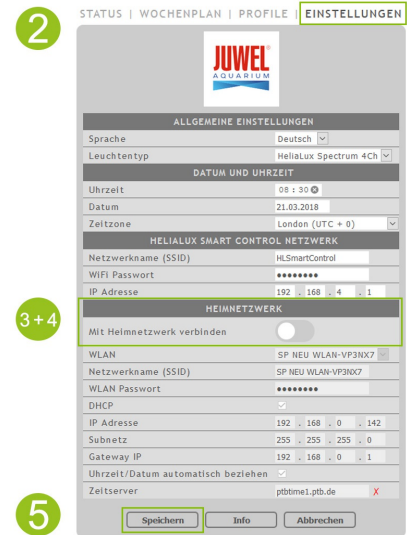 2
STATUS | WOCHENPLAN | PROFILE | EINSTELLUNGEN
JUWEL
AQUARIUM
ALLGEMEINE EINSTELLUNGEN
Sprache Deutsch
Leuchtentyp HeliaLux Spectrum 4Ch
DATUM UND UHRZEIT
Uhrzeit 08 : 30
Datum 21.03.2018
Zeitzone London (UTC + 0)
HELIALUX SMART CONTROL NETZWERK
Netzwerkname (SSID) HLSmartControl
WiFi Passwort ••••••••
IP Adresse 192 . 168 . 4 . 1
3+4
HEIMNETZWERK
Mit Heimnetzwerk verbinden
WLAN SP NEU WLAN-VP3NX7
Netzwerkname (SSID) SP NEU WLAN-VP3NX7
WLAN Passwort ••••••••
DHCP
IP Adresse 192 . 168 . 0 . 142
Subnetz 255 . 255 . 255 . 0
Gateway IP 192 . 168 . 0 . 1
Uhrzeit/Datum automatisch beziehen
Zeitserver ptbtime1.ptb.de X
5
Speichern Info Abbrechen